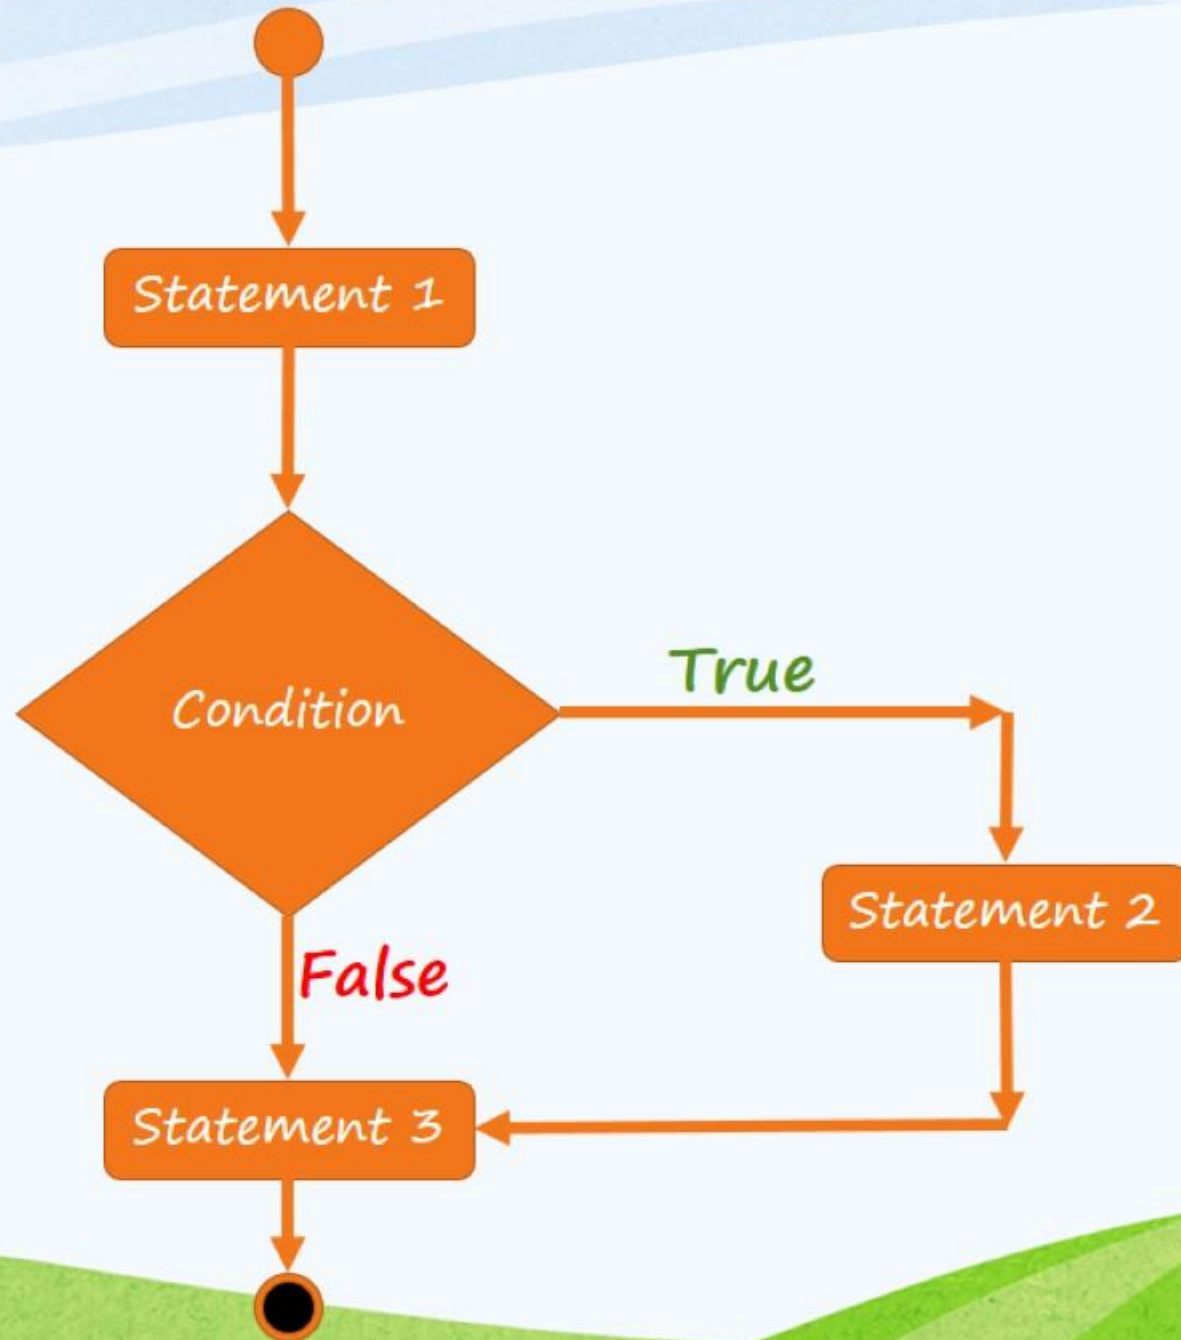 Statement 1
Condition
True
Statement 2
False
Statement 3